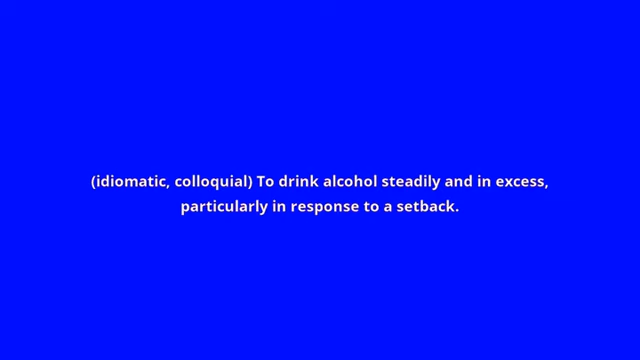 (idiomatic, colloquial) To drink alcohol steadily and in excess,
particularly in response to a setback.